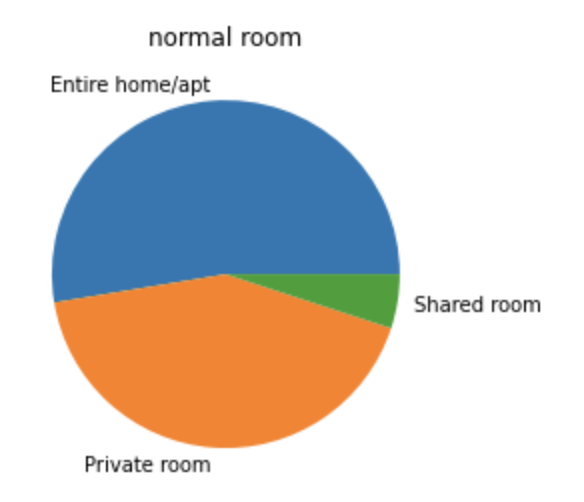 normal room
Entire home/apt
Shared room
Private room